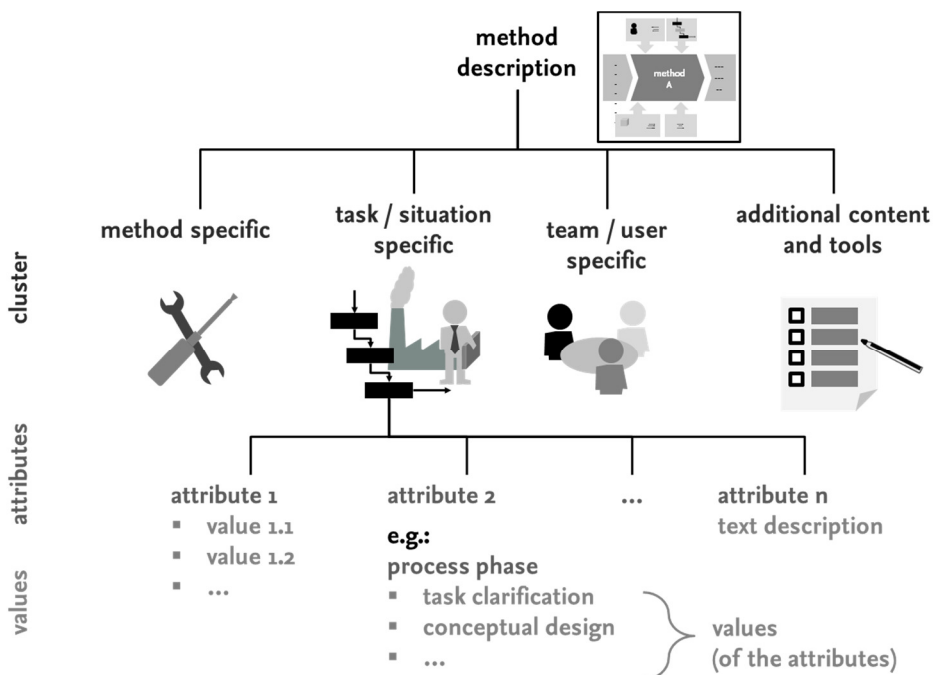 method
description
method
A
method specific
task / situation
specific
team / user
specific
additional content
and tools
cluster
attributes
values
attribute 1
▪ value 1.1
▪ value 1.2
▪ ...
attribute 2
e.g.:
process phase
▪ task clarification
▪ conceptual design
▪ ...
...
attribute n
text description
values
(of the attributes)